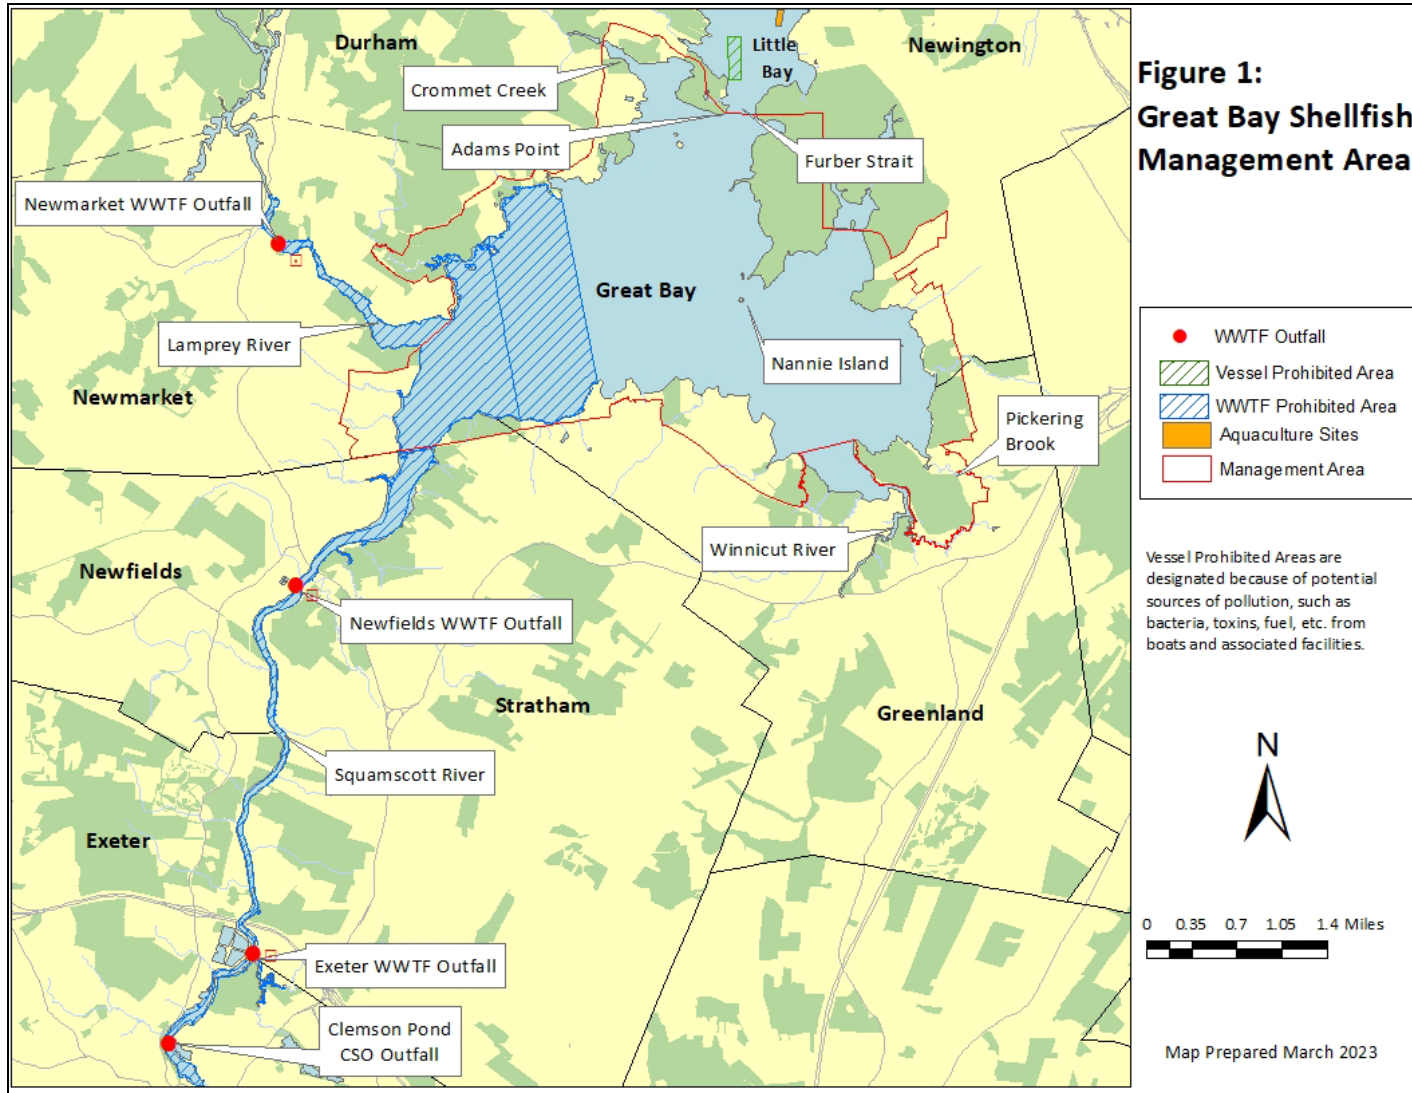 Durham
Little
Bay
Newington
Crommet Creek
Adams Point
Furber Strait
Newmarket WWTF Outfall
Great Bay
Lamprey River
Nannie Island
Newmarket
Pickering
Brook
Winnicut River
Newfields
Newfields WWTF Outfall
Stratham
Greenland
Squamscott River
Exeter
Exeter WWTF Outfall
Clemson Pond
CSO Outfall
Figure 1:
Great Bay Shellfish
Management Area
WWTF Outfall
Vessel Prohibited Area
WWTF Prohibited Area
Aquaculture Sites
Management Area
Vessel Prohibited Areas are
designated because of potential
sources of pollution, such as
bacteria, toxins, fuel, etc. from
boats and associated facilities.
N
0 0.35 0.7 1.05 1.4 Miles
Map Prepared March 2023